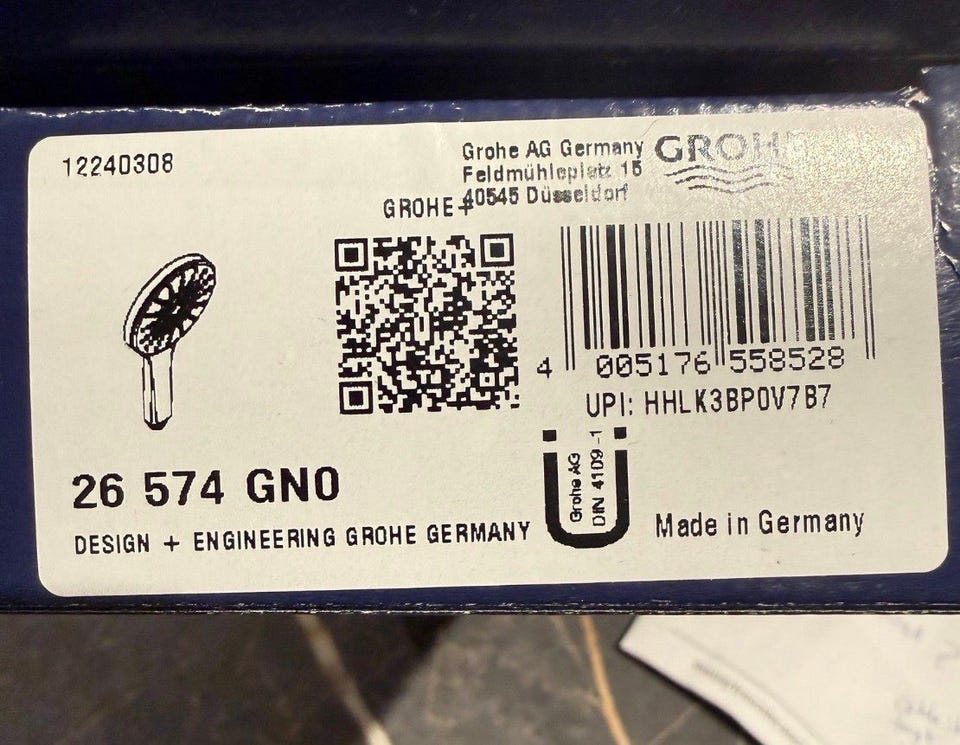 12240308
Grohe AG Germany
Feldmühleplatz 15
40545 Düsseldorf
GROHE
GROHE+
4 005176 558528
UPI: HHLK3BP0V7B7
Grohe AG
DIN 4109-1
26 574 GN0
DESIGN + ENGINEERING GROHE GERMANY
Made in Germany